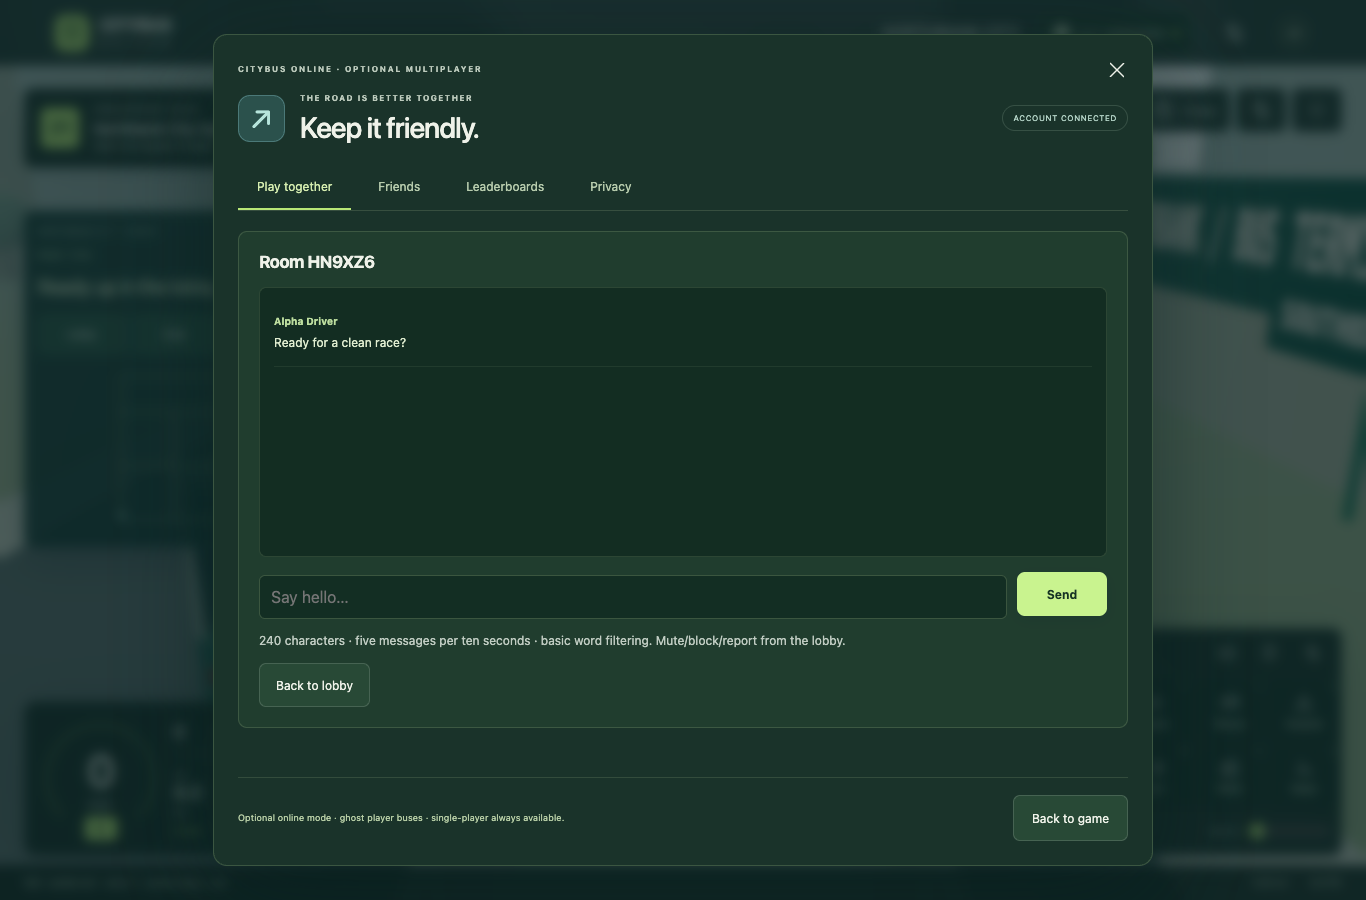 CITYBUS ONLINE · OPTIONAL MULTIPLAYER
THE ROAD IS BETTER TOGETHER
Keep it friendly.
ACCOUNT CONNECTED
Play together
Friends
Leaderboards
Privacy
Room HN9XZ6
Alpha Driver
Ready for a clean race?
Say hello...
Send
240 characters · five messages per ten seconds · basic word filtering. Mute/block/report from the lobby.
Back to lobby
Optional online mode · ghost player buses · single-player always available.
Back to game
0